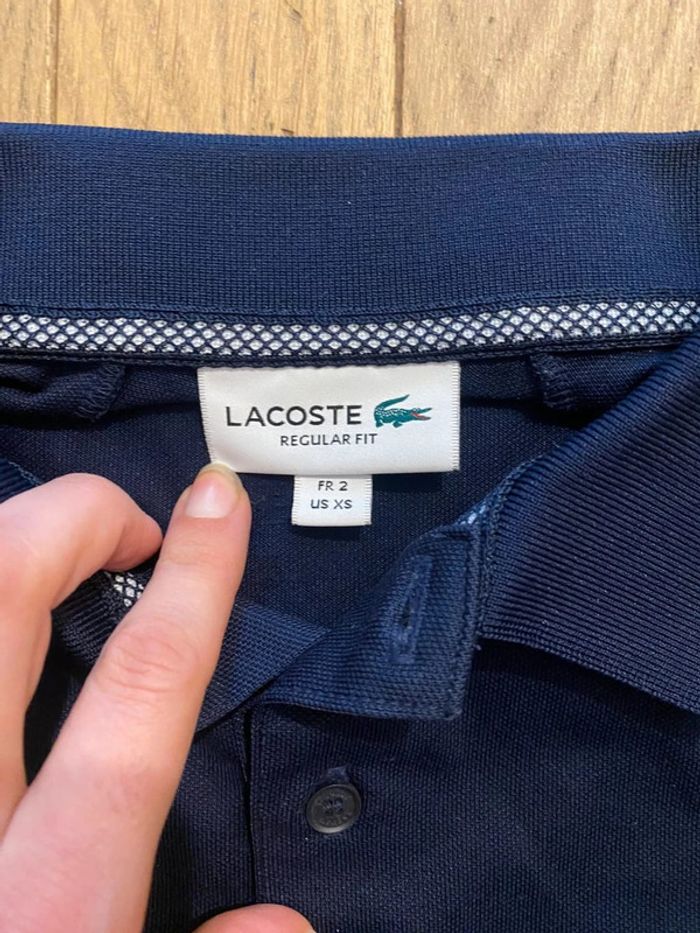 LACOSTE
REGULAR FIT
FR 2
US XS